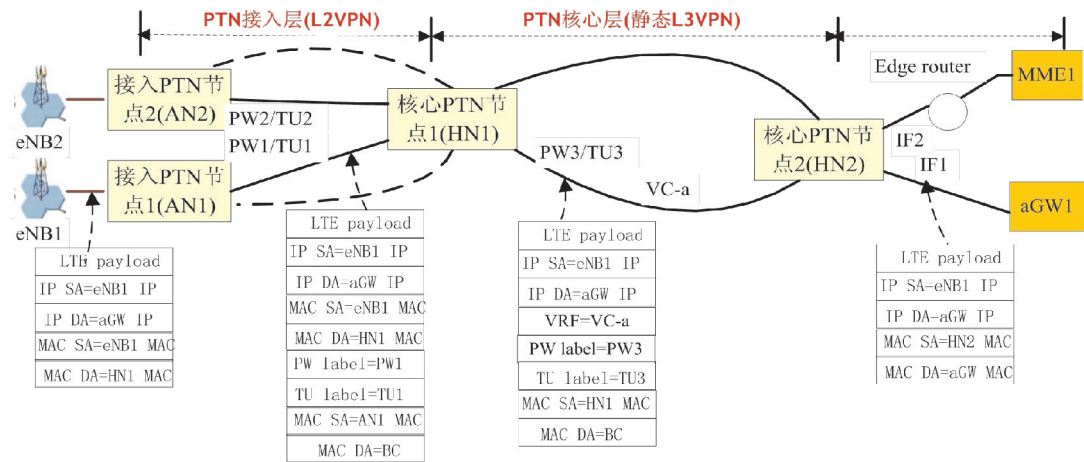 PTN接入层(L2VPN)
PTN核心层(静态L3VPN)
eNB2
接入PTN节
点2(AN2)
PW2/TU2
PW1/TU1
核心PTN节
点1(HN1)
Edge router
MME1
eNB1
接入PTN节
点1(AN1)
PW3/TU3
VC-a
核心PTN节
点2(HN2)
IF2
IF1
aGW1
LTE payload
IP SA=eNB1 IP
IP DA=aGW IP
MAC SA=eNB1 MAC
MAC DA=HN1 MAC
LTE payload
IP SA=eNB1 IP
IP DA=aGW IP
MAC SA=eNB1 MAC
MAC DA=HN1 MAC
PW label=PW1
TU label=TU1
MAC SA=AN1 MAC
MAC DA=BC
LTE payload
IP SA=eNB1 IP
IP DA=aGW IP
VRF=VC-a
PW label=PW3
TU label=TU3
MAC SA=HN1 MAC
MAC DA=BC
LTE payload
IP SA=eNB1 IP
IP DA=aGW IP
MAC SA=HN2 MAC
MAC DA=aGW MAC